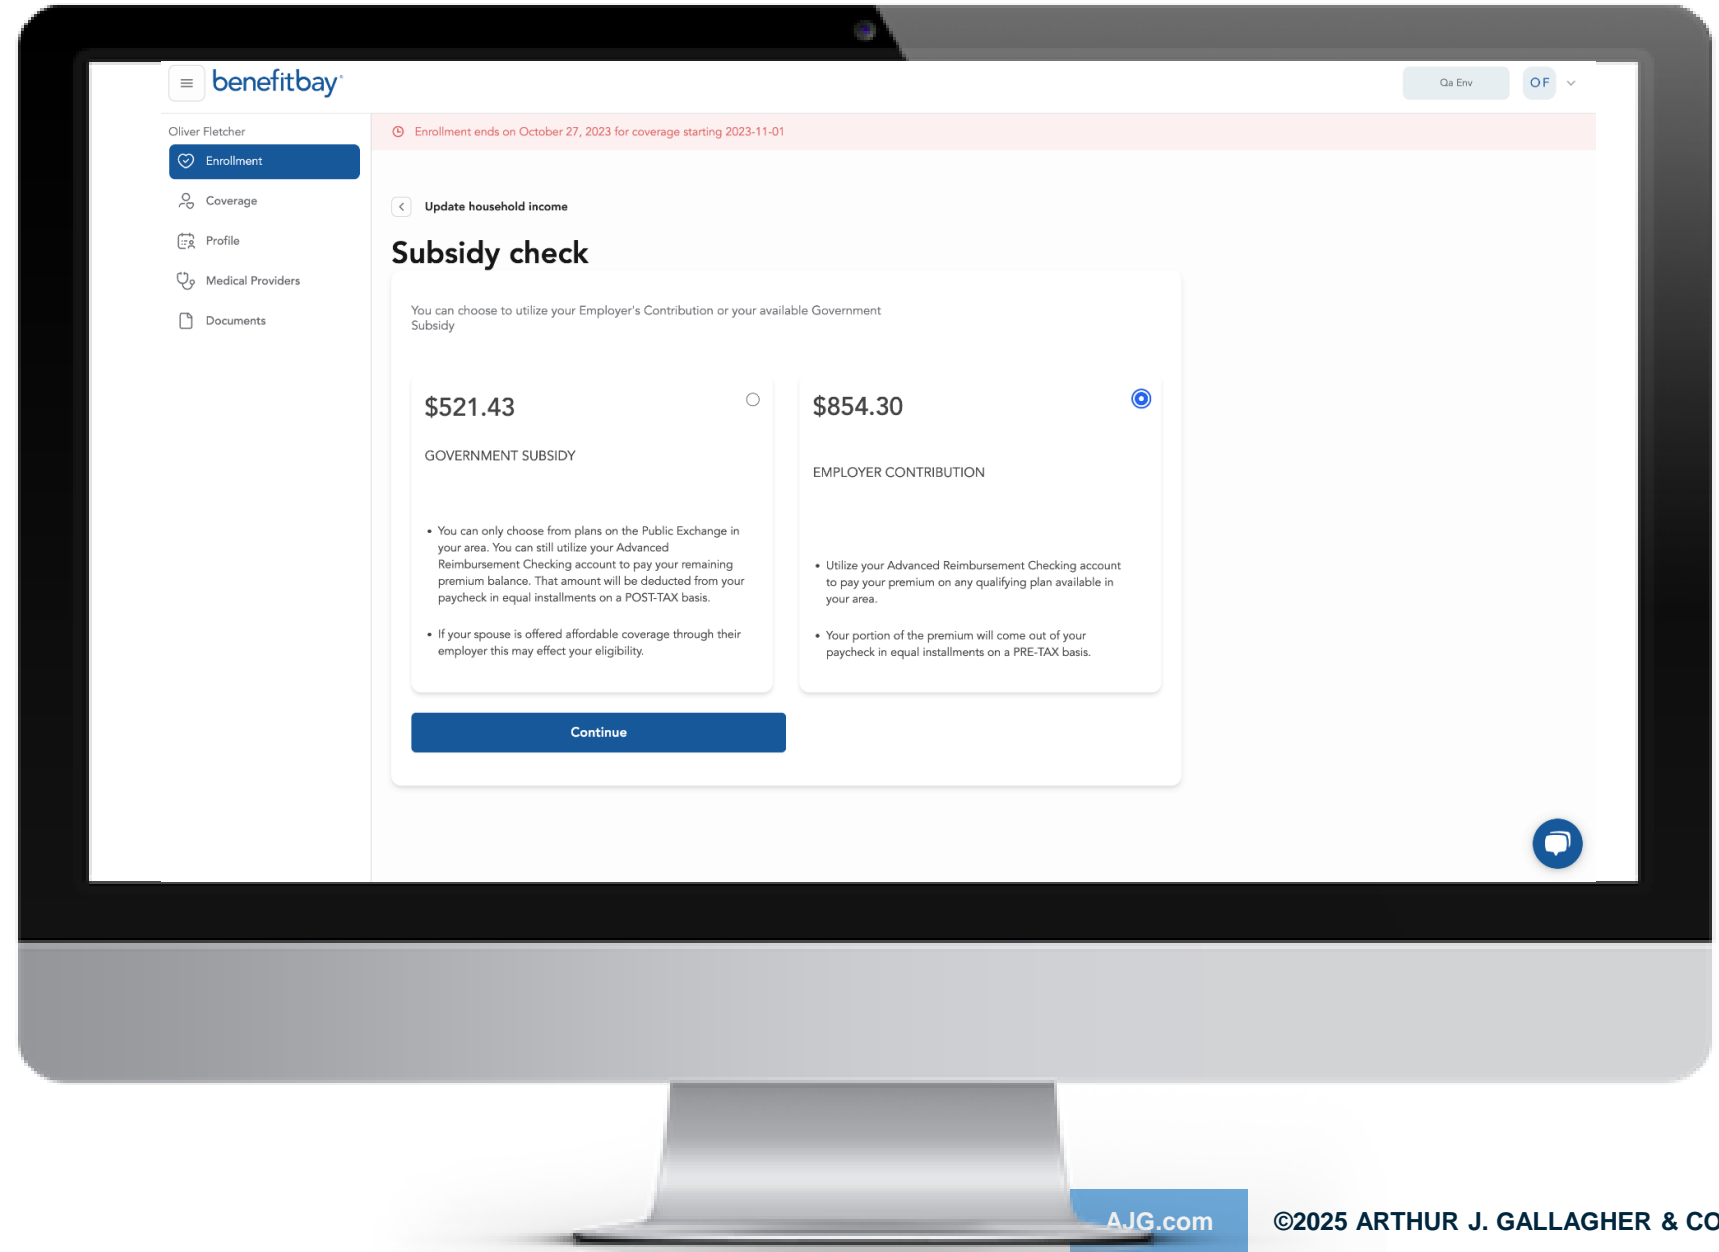 benefitbay®
Qa Env
OF
Oliver Fletcher
Enrollment
Coverage
Profile
Medical Providers
Documents
Enrollment ends on October 27, 2023 for coverage starting 2023-11-01
Update household income
Subsidy check
You can choose to utilize your Employer's Contribution or your available Government
Subsidy
$521.43
GOVERNMENT SUBSIDY
• You can only choose from plans on the Public Exchange in
your area. You can still utilize your Advanced
Reimbursement Checking account to pay your remaining
premium balance. That amount will be deducted from your
paycheck in equal installments on a POST-TAX basis.
• If your spouse is offered affordable coverage through their
employer this may effect your eligibility.
$854.30
EMPLOYER CONTRIBUTION
• Utilize your Advanced Reimbursement Checking account
to pay your premium on any qualifying plan available in
your area.
• Your portion of the premium will come out of your
paycheck in equal installments on a PRE-TAX basis.
Continue
AJG.com
©2025 ARTHUR J. GALLAGHER & CO